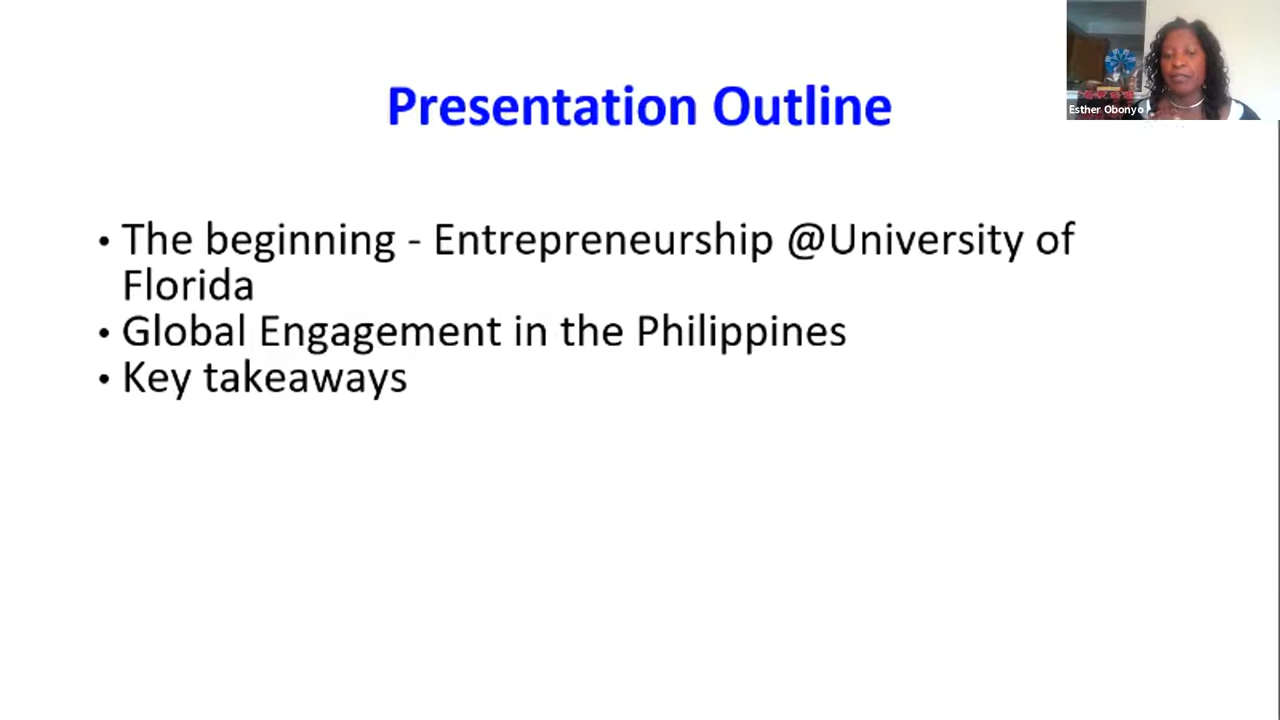 Presentation Outline
Esther Obonyo
• The beginning - Entrepreneurship @University of
Florida
• Global Engagement in the Philippines
• Key takeaways